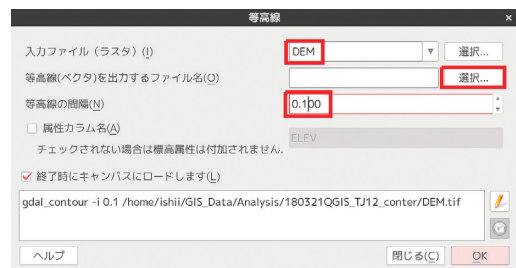 等高線 ×
入力ファイル（ラスタ）(I) DEM 選択...
等高線(ベクタ)を出力するファイル名(O) 選択...
等高線の間隔(N) 0.100
属性カラム名(A) ELEV
チェックされない場合は標高属性は付加されません.
終了時にキャンバスにロードします(L)
gdal_contour -i 0.1 /home/ishii/GIS_Data/Analysis/180321QGIS_TJ12_conter/DEM.tif
ヘルプ 閉じる(C) OK